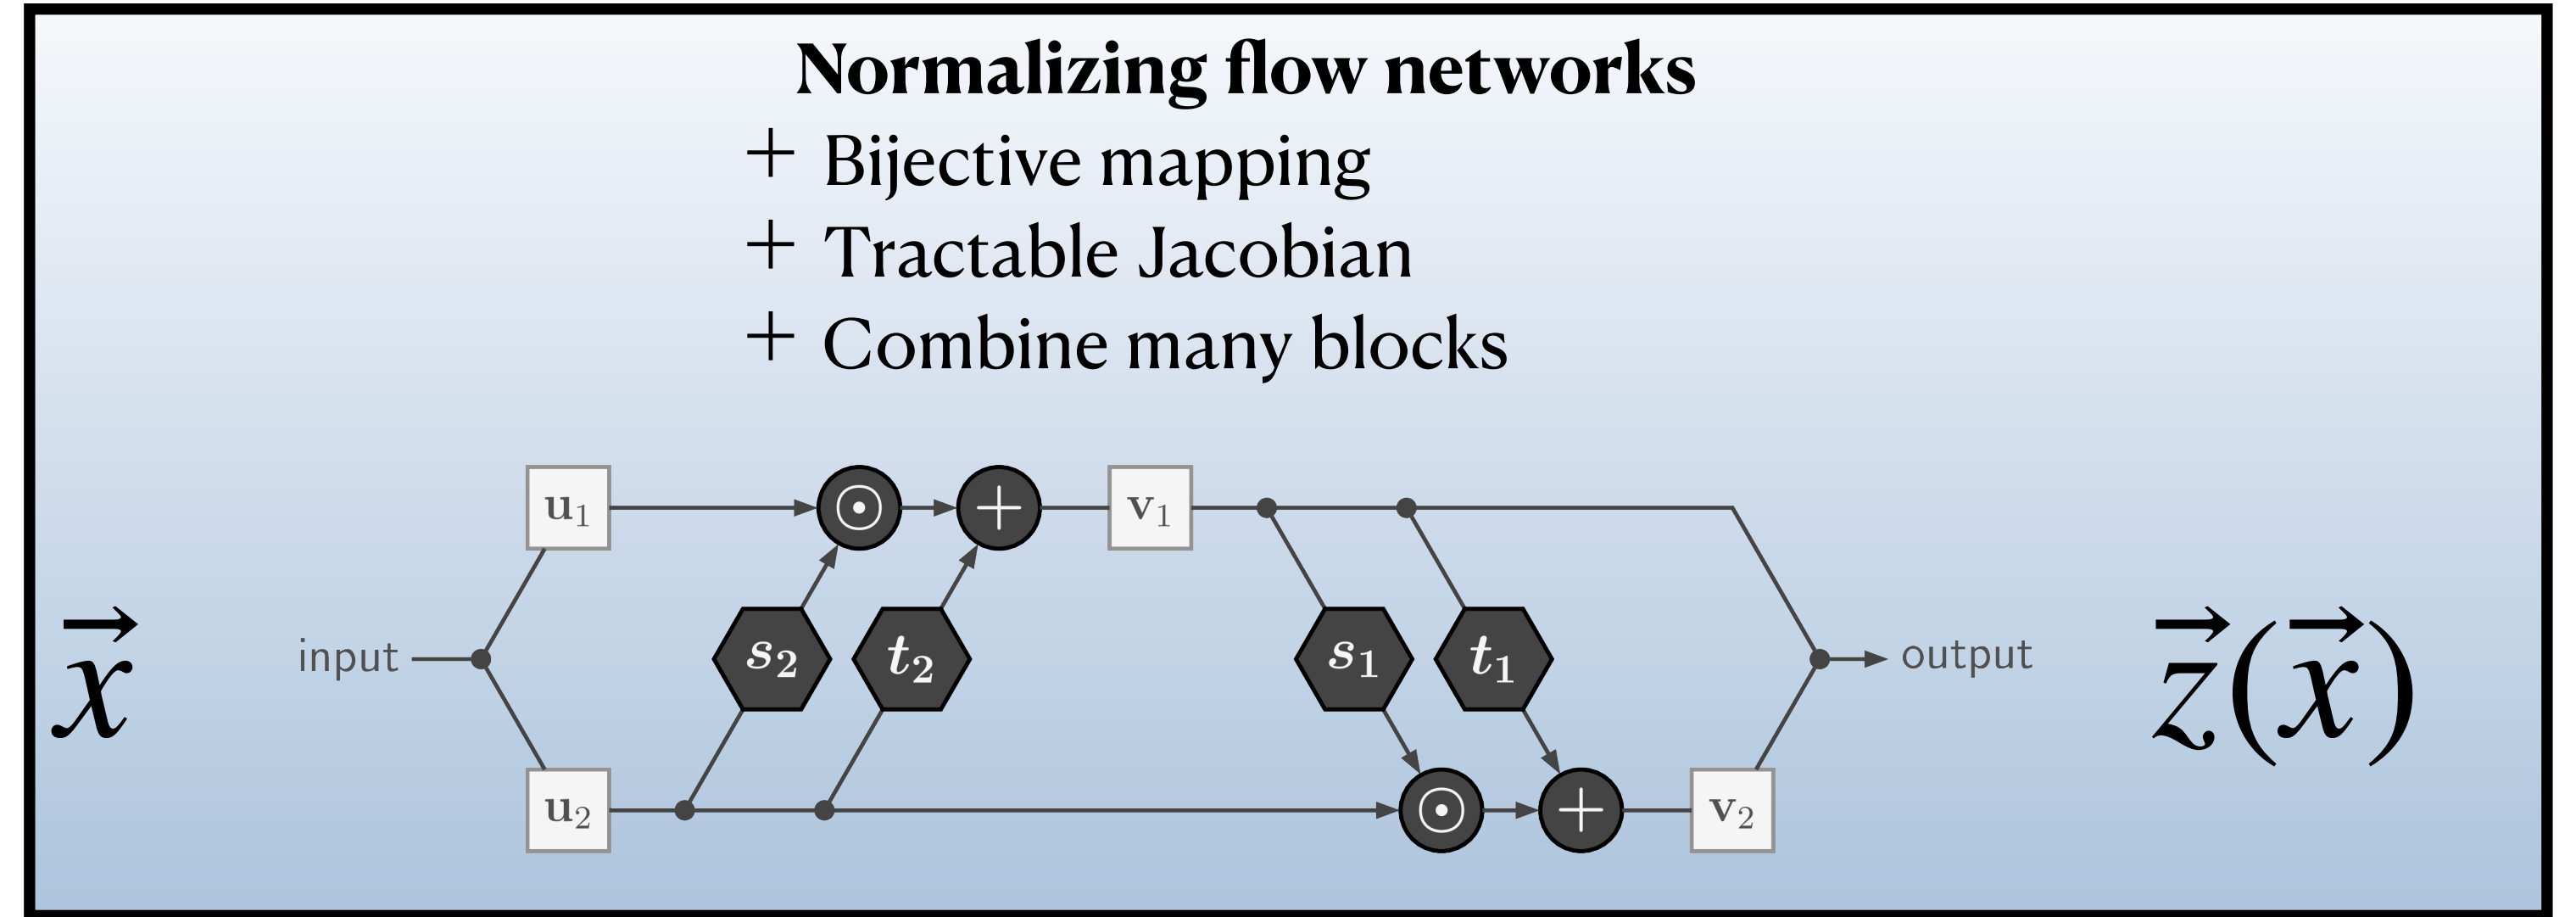 Normalizing flow networks
+ Bijective mapping
+ Tractable Jacobian
+ Combine many blocks
u₁ ⊙ + v₁
x⃗ input s₂ t₂ s₁ t₁ output z⃗(x⃗)
u₂ ⊙ + v₂